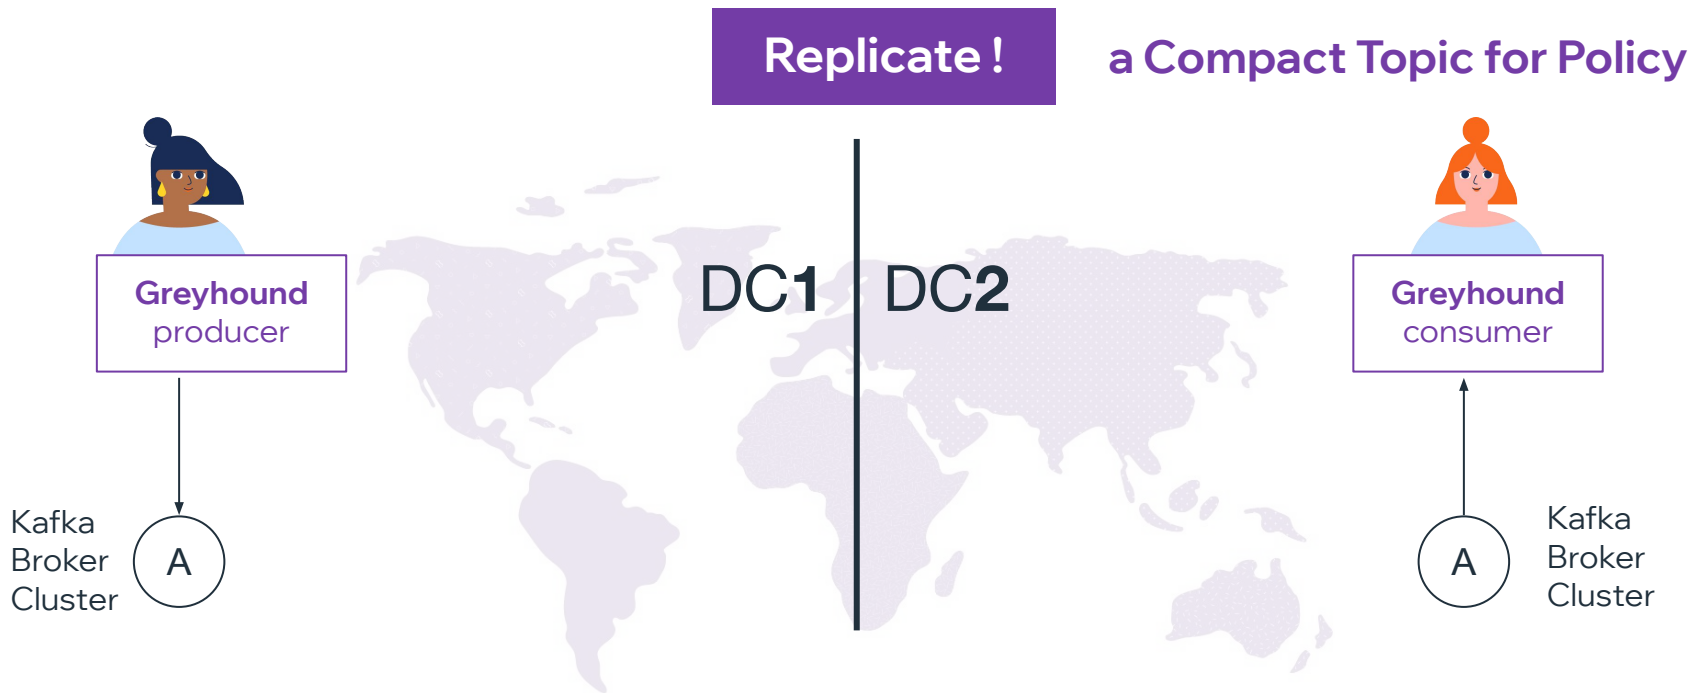 Replicate !
a Compact Topic for Policy
DC1
DC2
Greyhound
producer
Greyhound
consumer
Kafka
Broker
Cluster
A
A
Kafka
Broker
Cluster